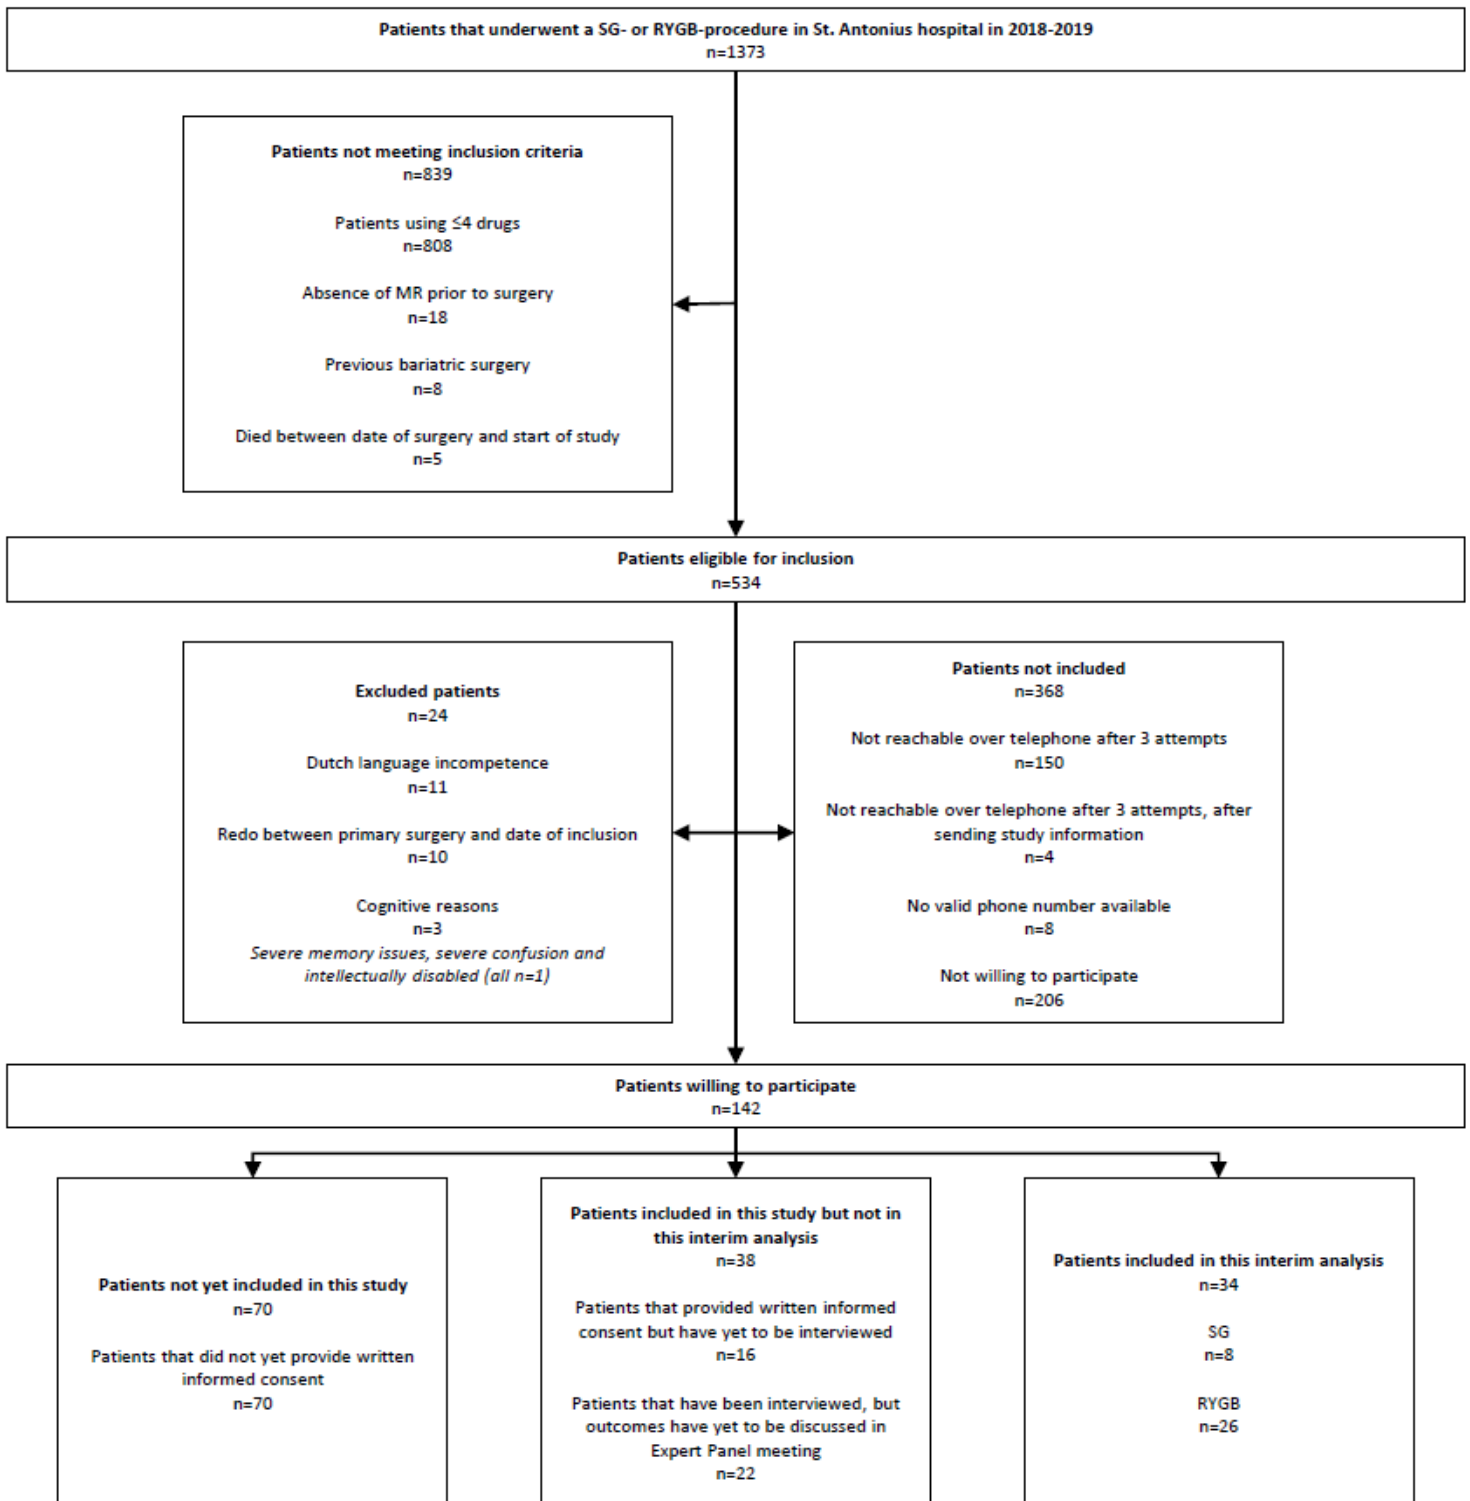 Patients that underwent a SG- or RYGB-procedure in St. Antonius hospital in 2018-2019
n=1373
Patients not meeting inclusion criteria
n=839
Patients using ≤4 drugs
n=808
Absence of MR prior to surgery
n=18
Previous bariatric surgery
n=8
Died between date of surgery and start of study
n=5
Patients eligible for inclusion
n=534
Excluded patients
n=24
Dutch language incompetence
n=11
Redo between primary surgery and date of inclusion
n=10
Cognitive reasons
n=3
Severe memory issues, severe confusion and
intellectually disabled (all n=1)
Patients not included
n=368
Not reachable over telephone after 3 attempts
n=150
Not reachable over telephone after 3 attempts, after
sending study information
n=4
No valid phone number available
n=8
Not willing to participate
n=206
Patients willing to participate
n=142
Patients not yet included in this study
n=70
Patients that did not yet provide written
informed consent
n=70
Patients included in this study but not in
this interim analysis
n=38
Patients that provided written informed
consent but have yet to be interviewed
n=16
Patients that have been interviewed, but
outcomes have yet to be discussed in
Expert Panel meeting
n=22
Patients included in this interim analysis
n=34
SG
n=8
RYGB
n=26